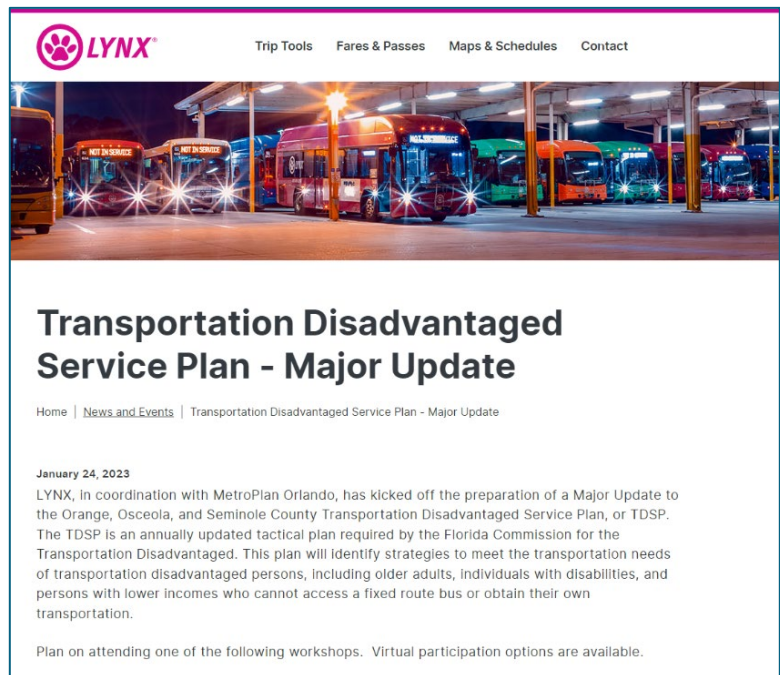 LYNX®
Trip Tools Fares & Passes Maps & Schedules Contact
NOT IN SERVICE NOT IN SERVICE NOT IN SERVICE
Transportation Disadvantaged
Service Plan - Major Update
Home | News and Events | Transportation Disadvantaged Service Plan - Major Update
January 24, 2023
LYNX, in coordination with MetroPlan Orlando, has kicked off the preparation of a Major Update to
the Orange, Osceola, and Seminole County Transportation Disadvantaged Service Plan, or TDSP.
The TDSP is an annually updated tactical plan required by the Florida Commission for the
Transportation Disadvantaged. This plan will identify strategies to meet the transportation needs
of transportation disadvantaged persons, including older adults, individuals with disabilities, and
persons with lower incomes who cannot access a fixed route bus or obtain their own
transportation.
Plan on attending one of the following workshops.  Virtual participation options are available.